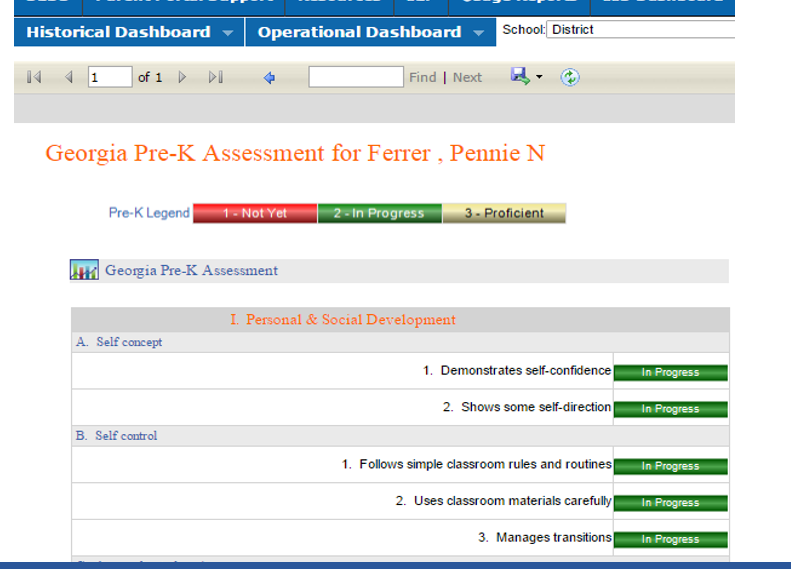 Historical Dashboard Operational Dashboard School: District
1 of 1 Find | Next
Georgia Pre-K Assessment for Ferrer , Pennie N
Pre-K Legend 1 - Not Yet 2 - In Progress 3 - Proficient
Georgia Pre-K Assessment
I. Personal & Social Development
A. Self concept
1. Demonstrates self-confidence In Progress
2. Shows some self-direction In Progress
B. Self control
1. Follows simple classroom rules and routines In Progress
2. Uses classroom materials carefully In Progress
3. Manages transitions In Progress